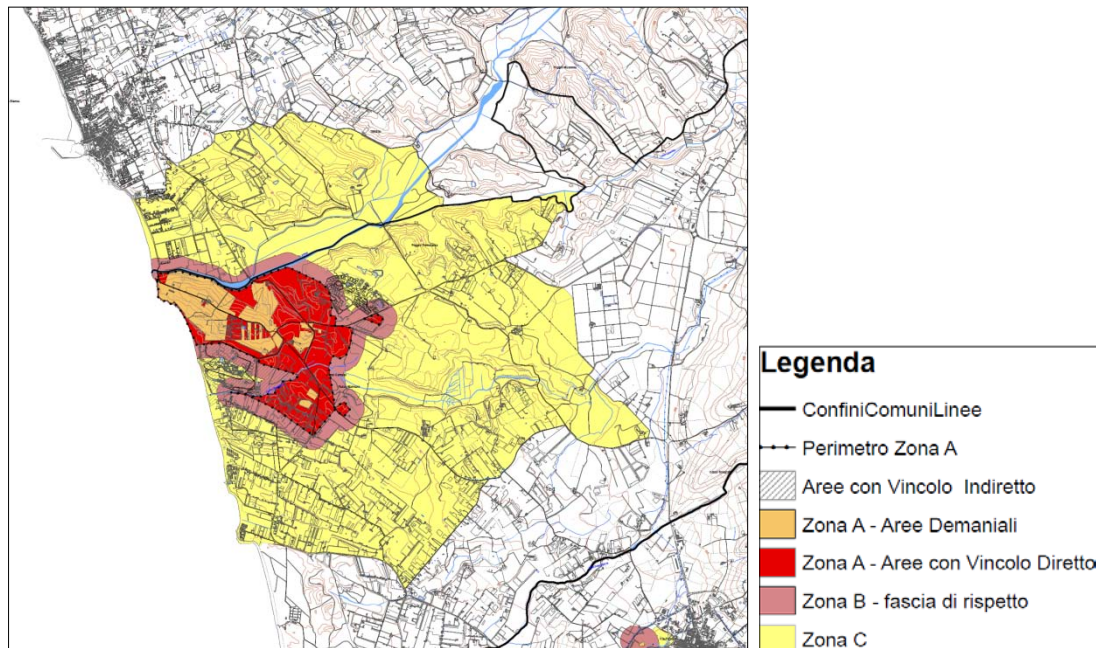 Legenda
ConfiniComuniLinee
Perimetro Zona A
Aree con Vincolo Indiretto
Zona A - Aree Demaniali
Zona A - Aree con Vincolo Diretto
Zona B - fascia di rispetto
Zona C